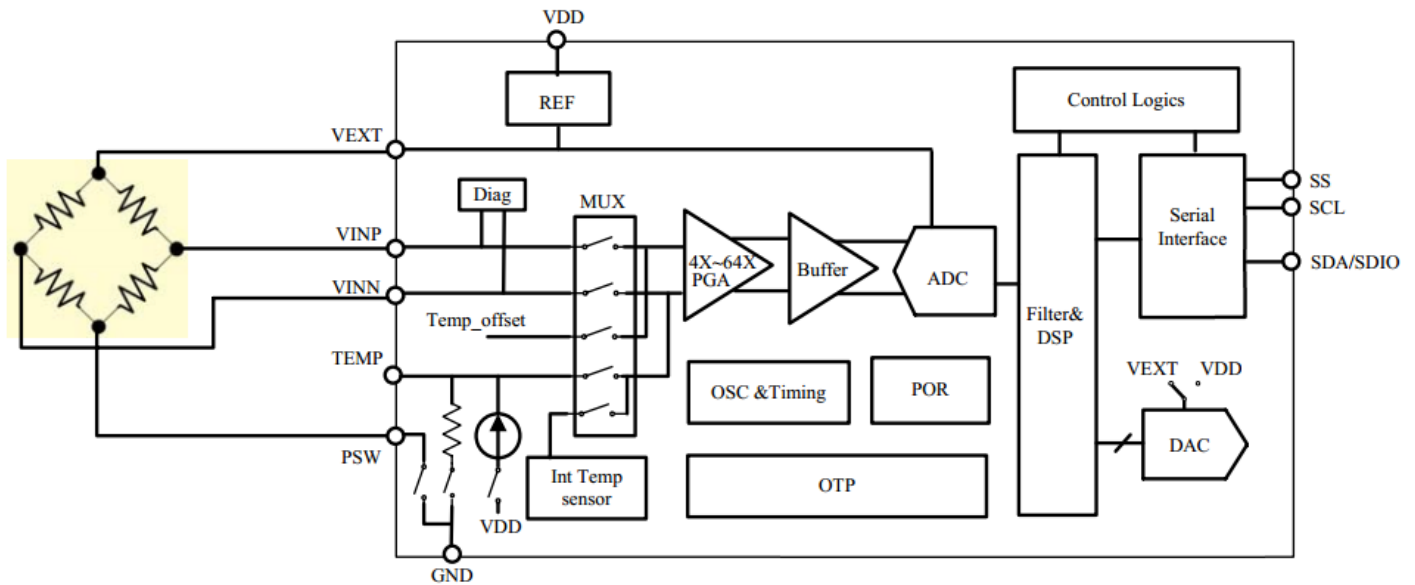 VDD
REF
Control Logics
VEXT
Diag
MUX
SS
SCL
VINP
Serial
Interface
4X~64X
PGA
Buffer
ADC
SDA/SDIO
VINN
Temp_offset
Filter&
DSP
TEMP
VEXT VDD
OSC &Timing
POR
DAC
PSW
Int Temp
sensor
OTP
VDD
GND